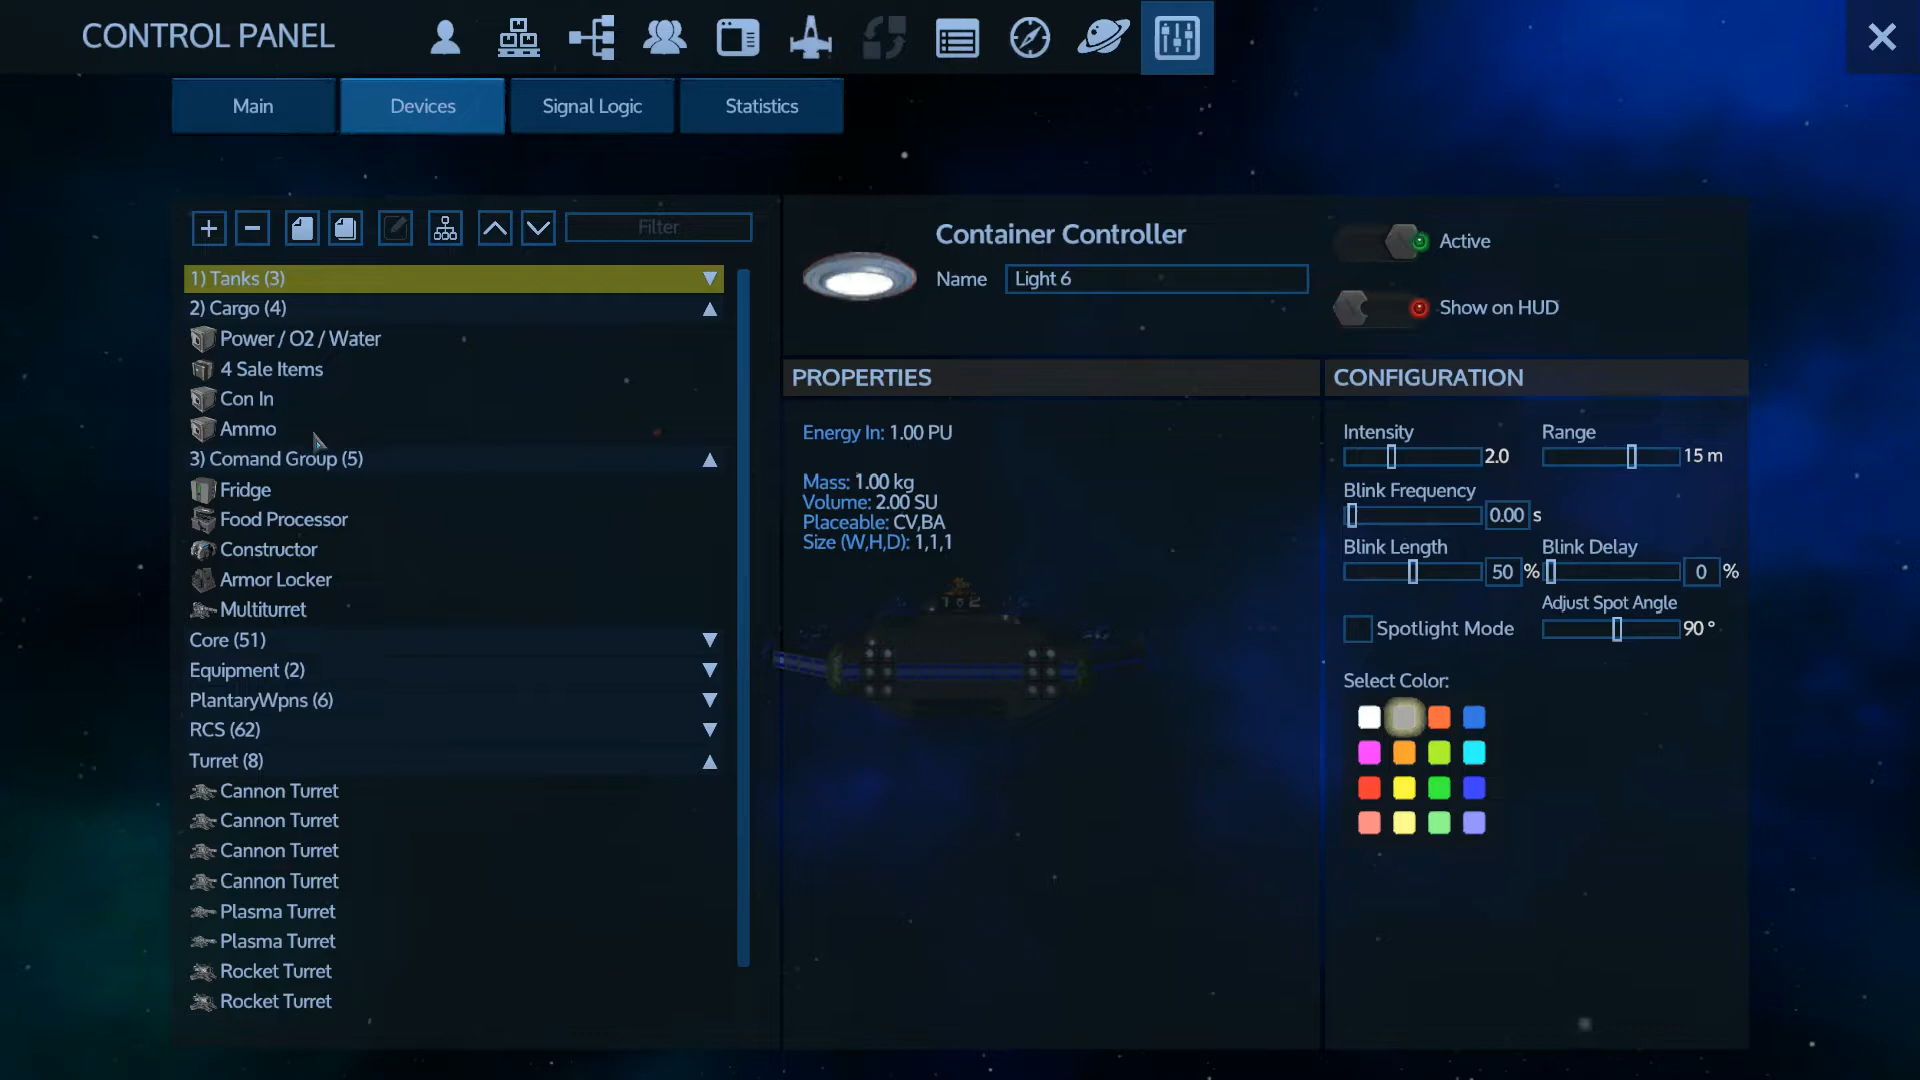 CONTROL PANEL
Main
Devices
Signal Logic
Statistics
Filter
1) Tanks (3)
2) Cargo (4)
Power / O2 / Water
4 Sale Items
Con In
Ammo
3) Comand Group (5)
Fridge
Food Processor
Constructor
Armor Locker
Multiturret
Core (51)
Equipment (2)
PlantaryWpns (6)
RCS (62)
Turret (8)
Cannon Turret
Cannon Turret
Cannon Turret
Cannon Turret
Plasma Turret
Plasma Turret
Rocket Turret
Rocket Turret
Container Controller
Name Light 6
Active
Show on HUD
PROPERTIES
Energy In: 1.00 PU
Mass: 1.00 kg
Volume: 2.00 SU
Placeable: CV,BA
Size (W,H,D): 1,1,1
CONFIGURATION
Intensity
2.0
Range
15 m
Blink Frequency
0.00 s
Blink Length
50 %
Blink Delay
0 %
Spotlight Mode
Adjust Spot Angle
90 °
Select Color: